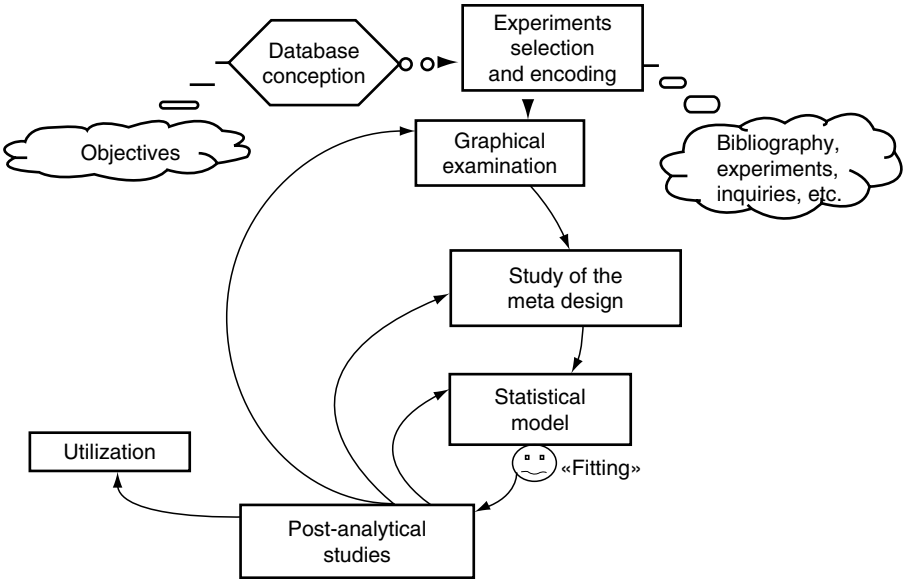 Database
conception
Experiments
selection
and encoding
Objectives
Graphical
examination
Bibliography,
experiments,
inquiries, etc.
Study of the
meta design
Statistical
model
Utilization
«Fitting»
Post-analytical
studies